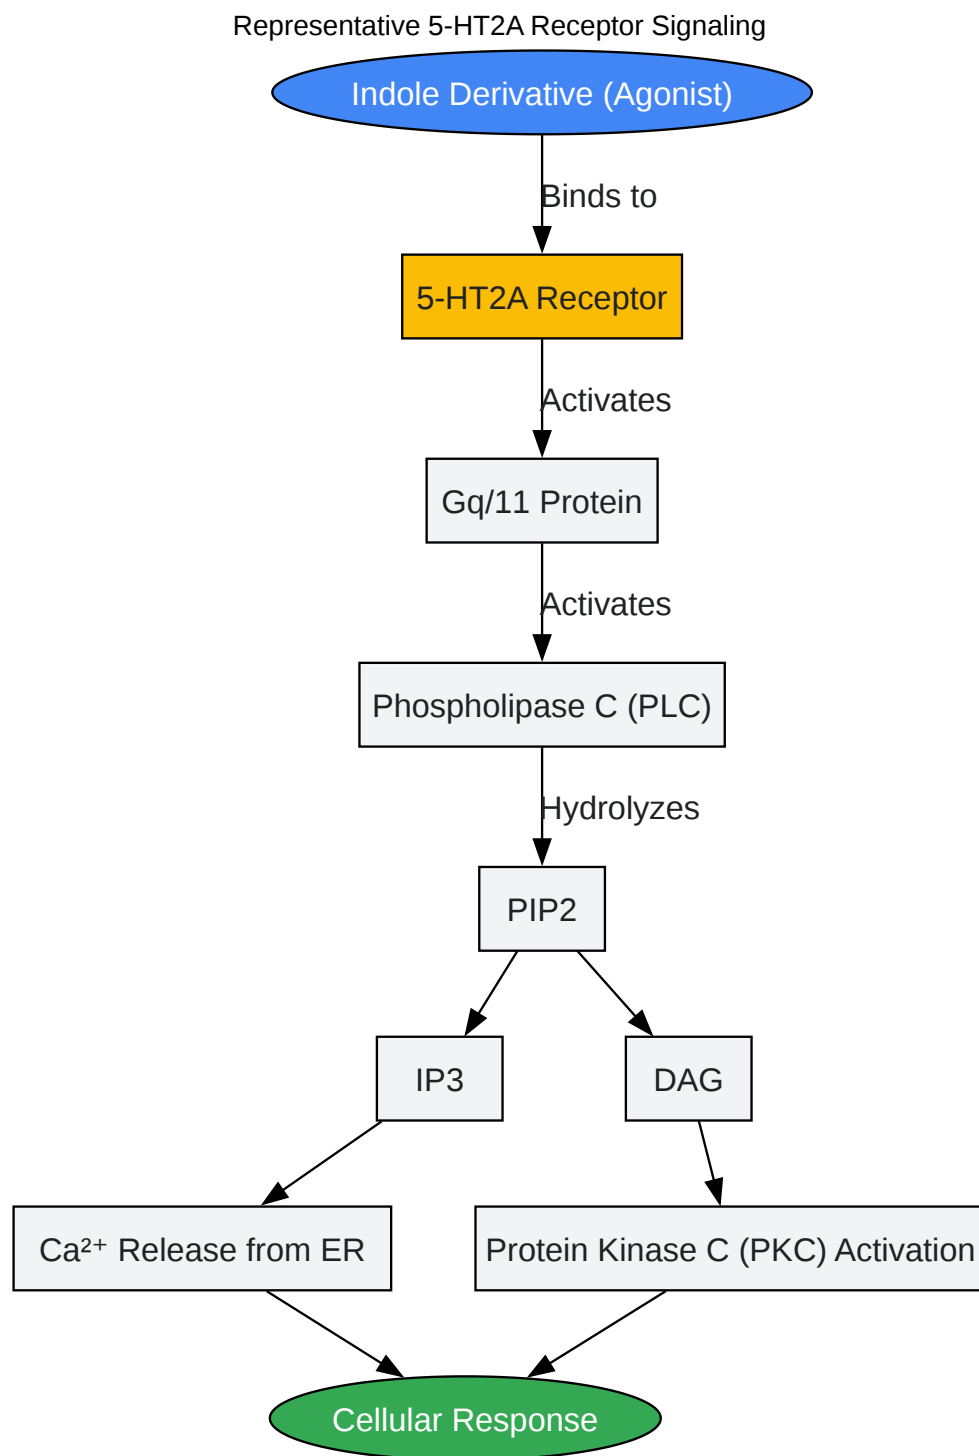 Representative 5-HT2A Receptor Signaling
Indole Derivative (Agonist)
Binds to
5-HT2A Receptor
Activates
Gq/11 Protein
Activates
Phospholipase C (PLC)
Hydrolyzes
PIP2
IP3
DAG
Ca²⁺ Release from ER
Protein Kinase C (PKC) Activation
Cellular Response